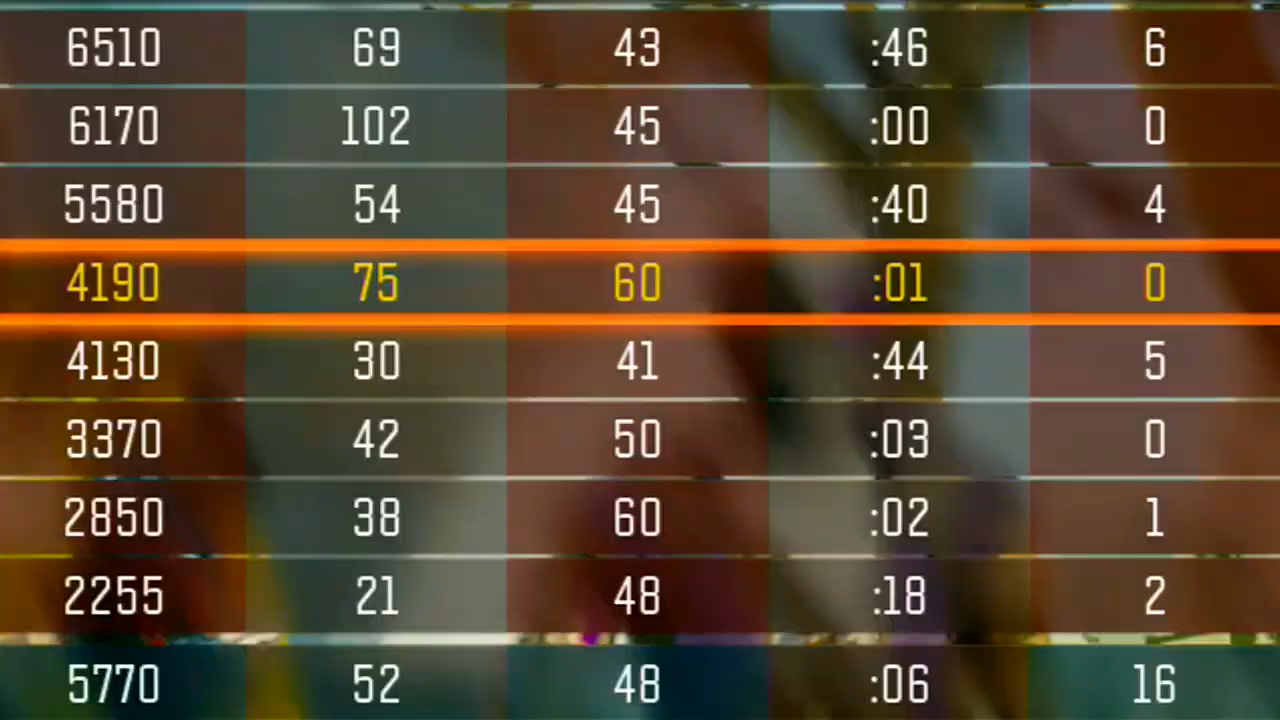 6510 69 43 :46 6
6170 102 45 :00 0
5580 54 45 :40 4
4190 75 60 :01 0
4130 30 41 :44 5
3370 42 50 :03 0
2850 38 60 :02 1
2255 21 48 :18 2
5770 52 48 :06 16